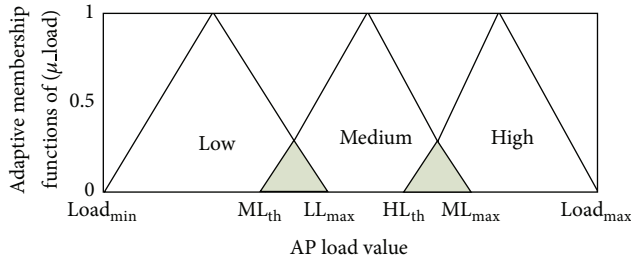 Adaptive membership
functions of (μ_load)
1
0.5
0
Low
Medium
High
Load_min
ML_th
LL_max
HL_th
ML_max
Load_max
AP load value